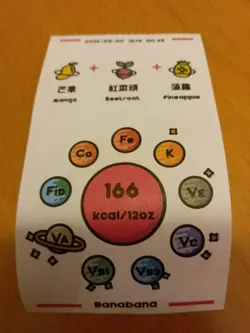 芒果 + 紅菜頭 + 菠蘿
Mango Beetroot Pineapple
Fe
Ca K
166
kcal/12oz
Fib VE
VA VC
VB1 VB2
Banabana